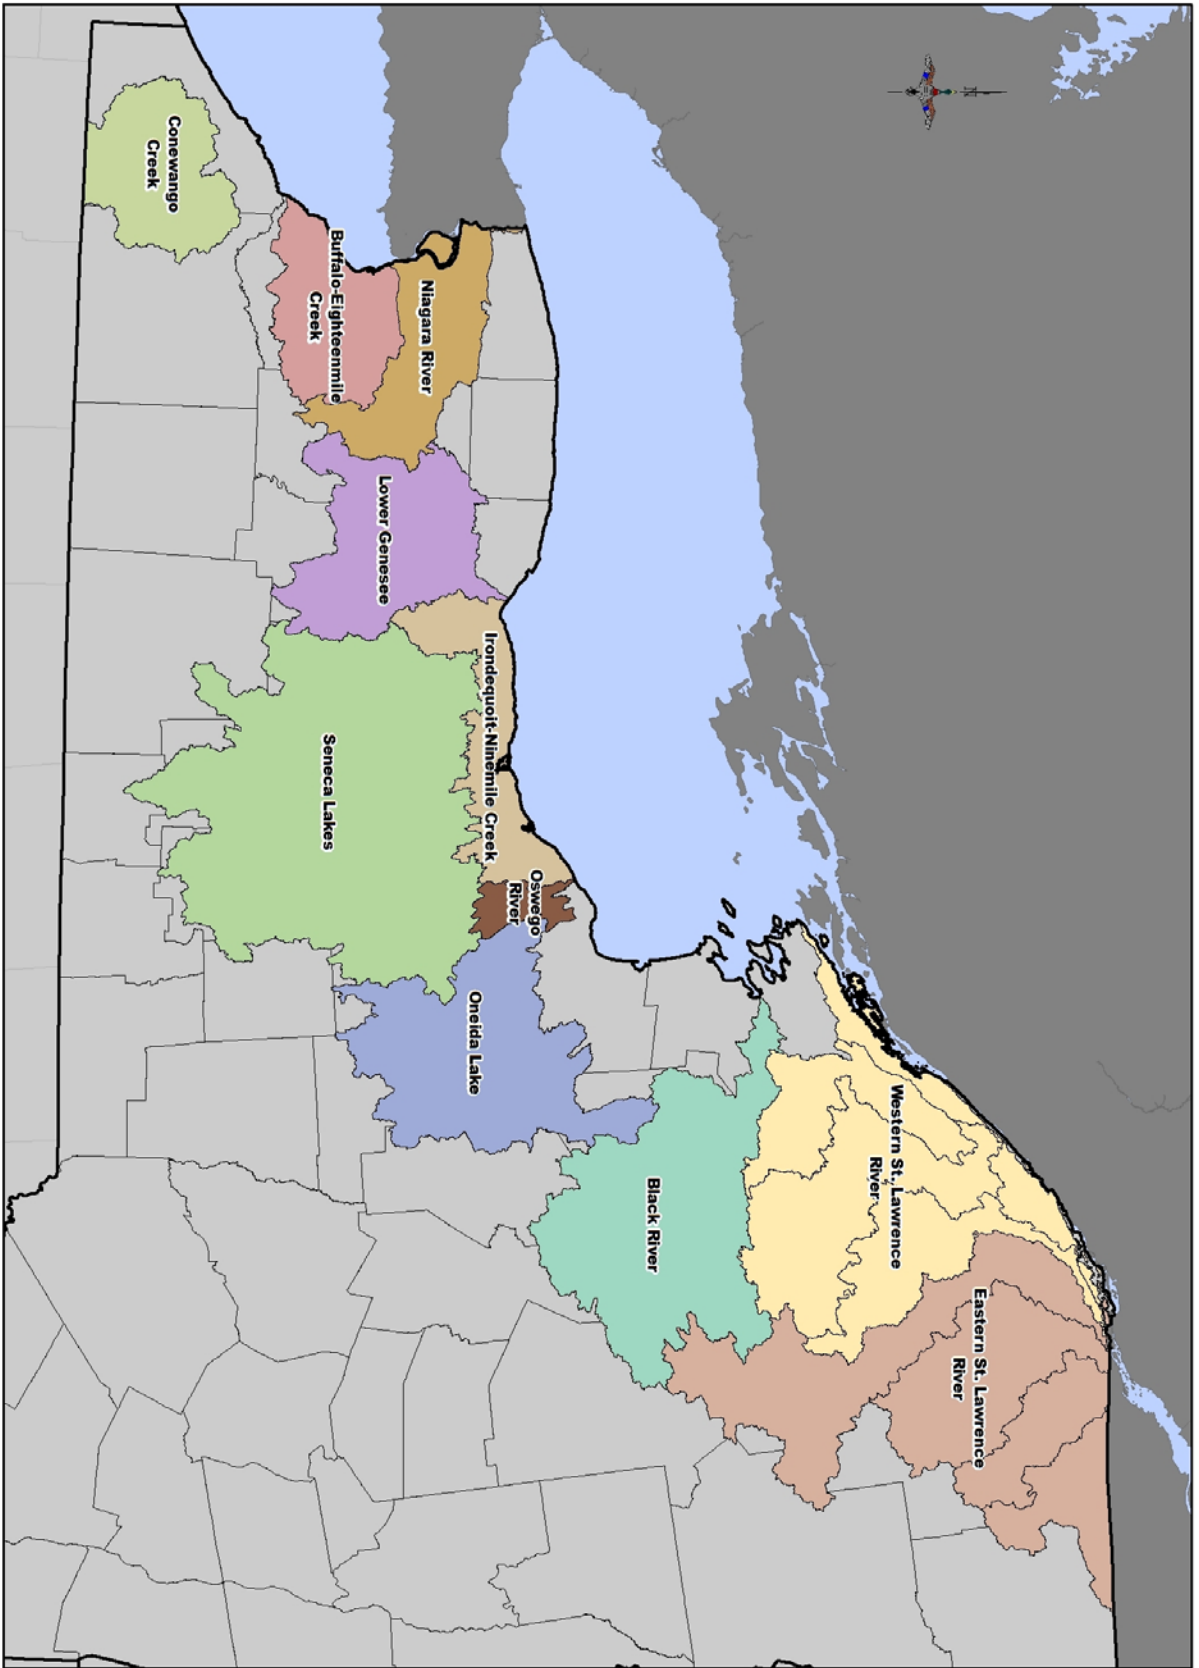 Eastern St. Lawrence
River
Western St. Lawrence
River
Black River
Oswego
River
Irondequoit-Ninemile Creek
Oneida Lake
Niagara River
Lower Genesee
Buffalo-Eighteenmile
Creek
Seneca Lakes
Conewango
Creek